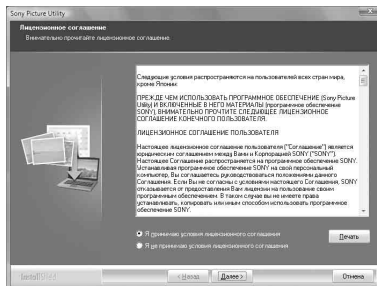 Sony Picture Utility
Лицензионное соглашение
Внимательно прочитайте лицензионное соглашение.
Следующие условия распространяются на пользователей всех стран мира,
кроме Японии
ПРЕЖДЕ ЧЕМ ИСПОЛЬЗОВАТЬ ПРОГРАММНОЕ ОБЕСПЕЧЕНИЕ (Sony Picture
Utility) И ВКЛЮЧЕННЫЕ В НЕГО МАТЕРИАЛЫ (программное обеспечение
SONY), ВНИМАТЕЛЬНО ПРОЧТИТЕ СЛЕДУЮЩЕЕ ЛИЦЕНЗИОННОЕ
СОГЛАШЕНИЕ КОНЕЧНОГО ПОЛЬЗОВАТЕЛЯ.
ЛИЦЕНЗИОННОЕ СОГЛАШЕНИЕ ПОЛЬЗОВАТЕЛЯ
Настоящее лицензионное соглашение пользователя ("Соглашение") является
юридическим соглашением между Вами и Корпорацией SONY ("SONY").
Настоящее Соглашение распространяется на программное обеспечение SONY.
Устанавливая программное обеспечение SONY на свой персональный
компьютер, Вы соглашаетесь руководствоваться положениями данного
Соглашения. Если Вы не согласны с условиями настоящего Соглашения, SONY
отказывается от предоставления Вам лицензии на пользование своим
программным обеспечением. В таком случае вы не имеете права
устанавливать, копировать или иным способом использовать программное
обеспечение SONY.
Я принимаю условия лицензионного соглашения
Я не принимаю условия лицензионного соглашения
Печать
InstallShield
< Назад
Далее >
Отмена